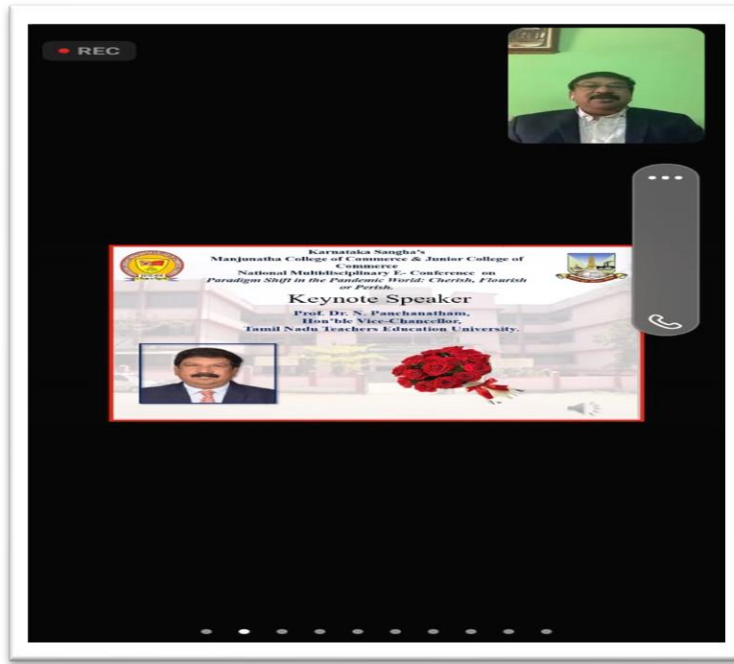 REC
Karnataka Sangha's
Manjunatha College of Commerce & Junior College of
Commerce
National Multidisciplinary E- Conference on
Paradigm Shift in the Pandemic World: Cherish, Flourish
or Perish.
Keynote Speaker
Prof. Dr. N. Panchanatham,
Hon'ble Vice-Chancellor,
Tamil Nadu Teachers Education University.